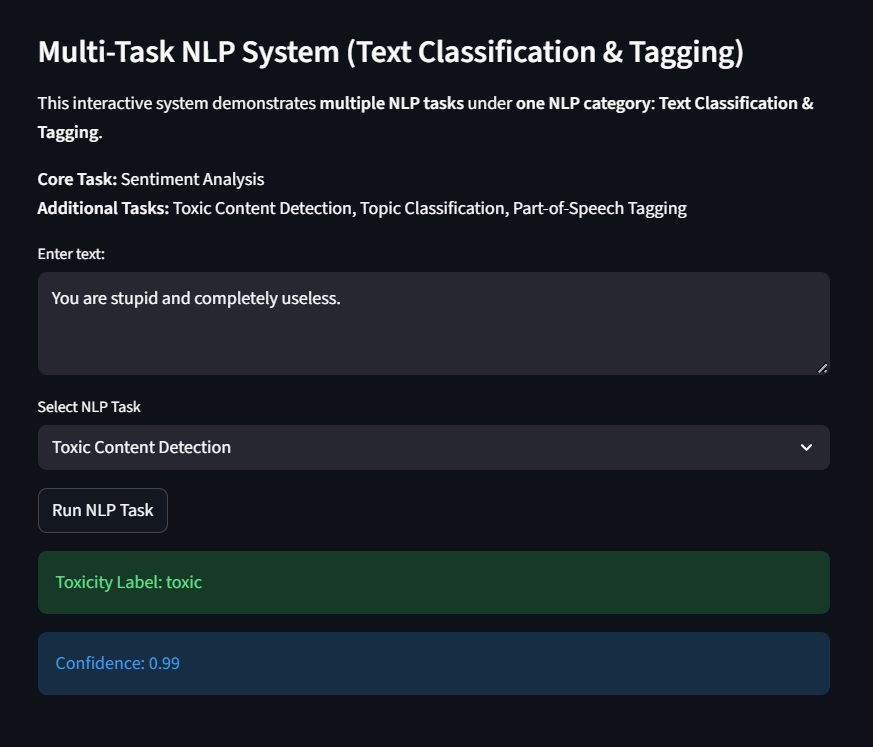 Multi-Task NLP System (Text Classification & Tagging)
This interactive system demonstrates multiple NLP tasks under one NLP category: Text Classification &
Tagging.
Core Task: Sentiment Analysis
Additional Tasks: Toxic Content Detection, Topic Classification, Part-of-Speech Tagging
Enter text:
You are stupid and completely useless.
Select NLP Task
Toxic Content Detection
Run NLP Task
Toxicity Label: toxic
Confidence: 0.99